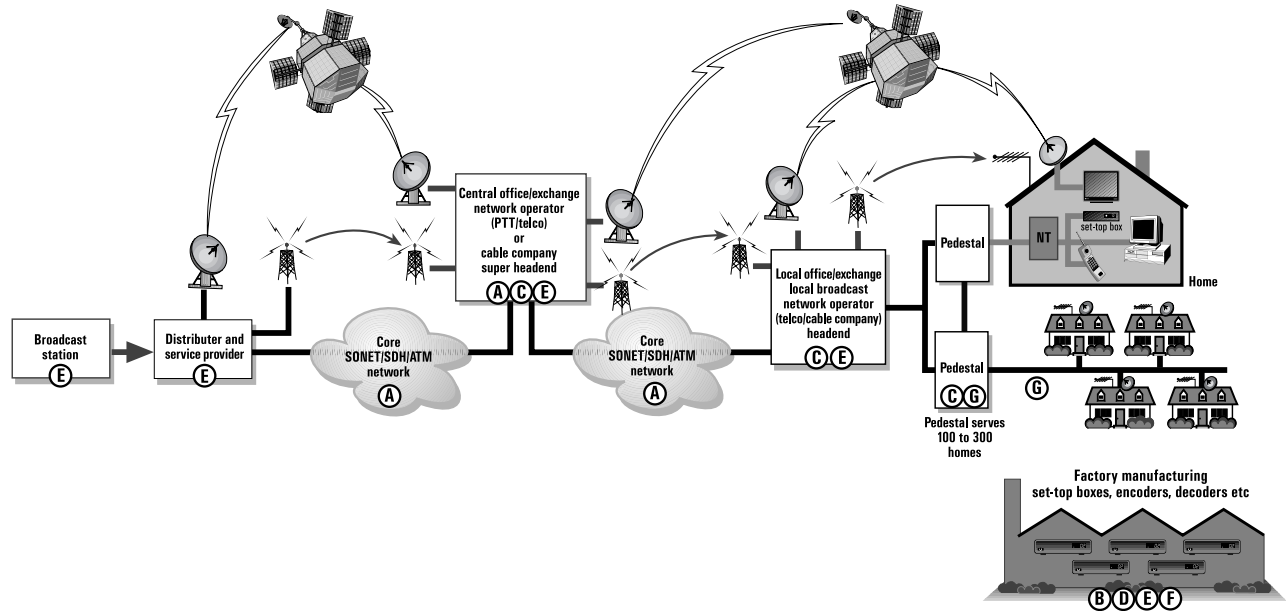 Broadcast
station
E
Distributer and
service provider
E
Core
SONET/SDH/ATM
network
A
Central office/exchange
network operator
(PTT/telco)
or
cable company
super headend
A C E
Core
SONET/SDH/ATM
network
A
Local office/exchange
local broadcast
network operator
(telco/cable company)
headend
C E
Pedestal
Pedestal
C G
Pedestal serves
100 to 300
homes
G
NT
set-top box
Home
Factory manufacturing
set-top boxes, encoders, decoders etc
B D E F